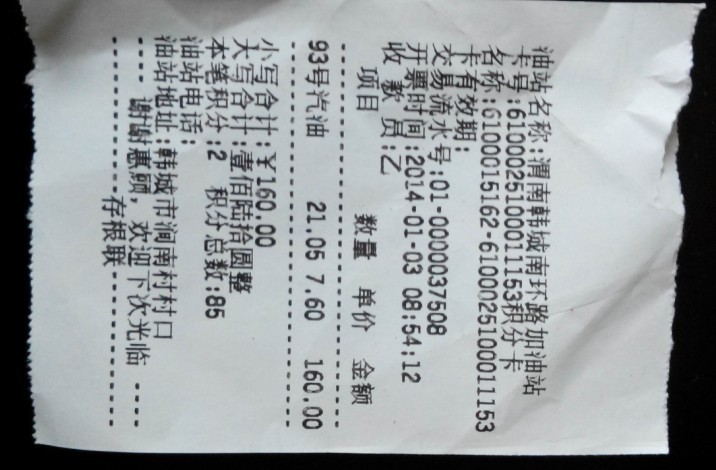 油站名称:渭南韩城南环路加油站
卡号:6100025100011153积分卡
名称:6100015162-6100025100011153
卡有效期:
交易流水号:01-0000037508
开票时间:2014-01-03 08:54:12
收款员:乙
项目 数量 单价 金额
93号汽油 21.05 7.60 160.00
小写合计:¥160.00
大写合计:壹佰陆拾圆整
本笔积分:2 积分总数:85
油站电话:
油站地址:韩城市涧南村村口
---- 谢谢惠顾,欢迎下次光临 ----
存根联